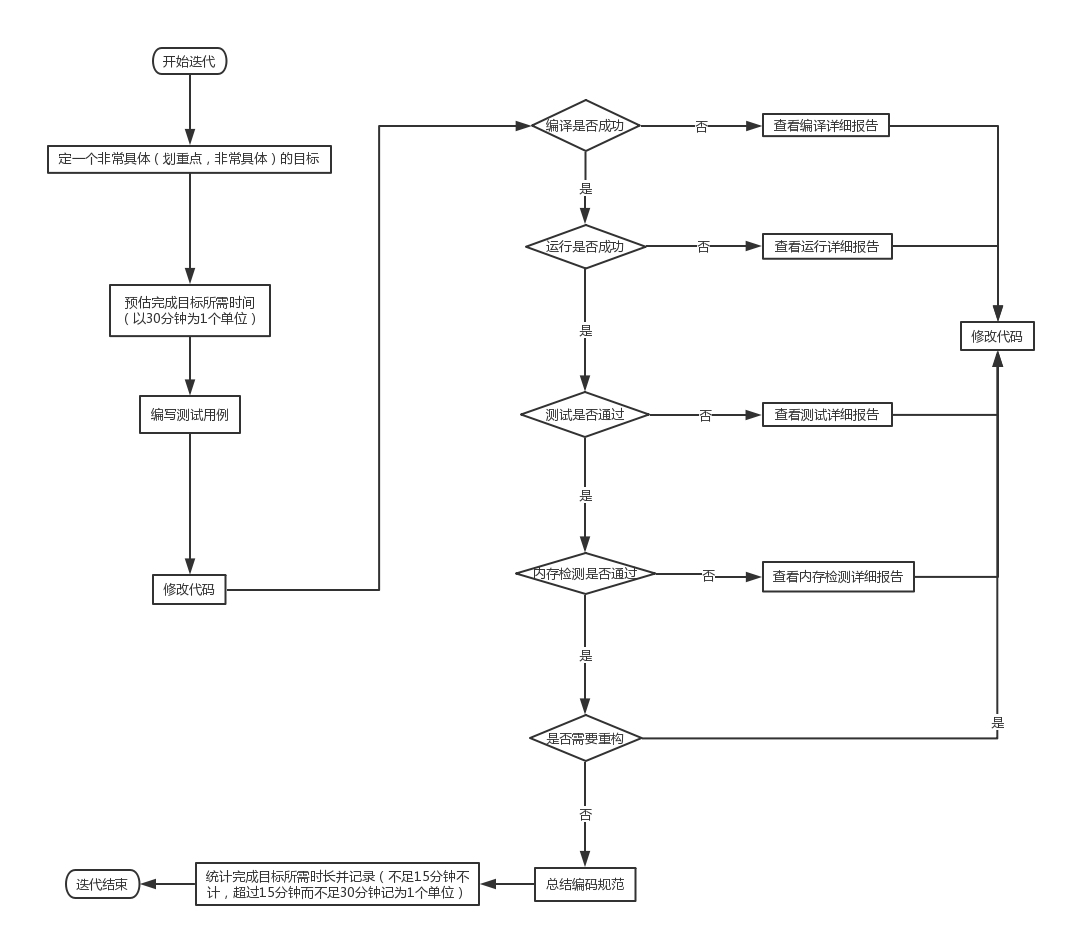 开始迭代
定一个非常具体（划重点，非常具体）的目标
预估完成目标所需时间
（以30分钟为1个单位）
编写测试用例
修改代码
编译是否成功
否
查看编译详细报告
是
运行是否成功
否
查看运行详细报告
是
修改代码
测试是否通过
否
查看测试详细报告
是
内存检测是否通过
否
查看内存检测详细报告
是
是否需要重构
是
否
总结编码规范
统计完成目标所需时长并记录（不足15分钟不
计，超过15分钟而不足30分钟记为1个单位）
迭代结束